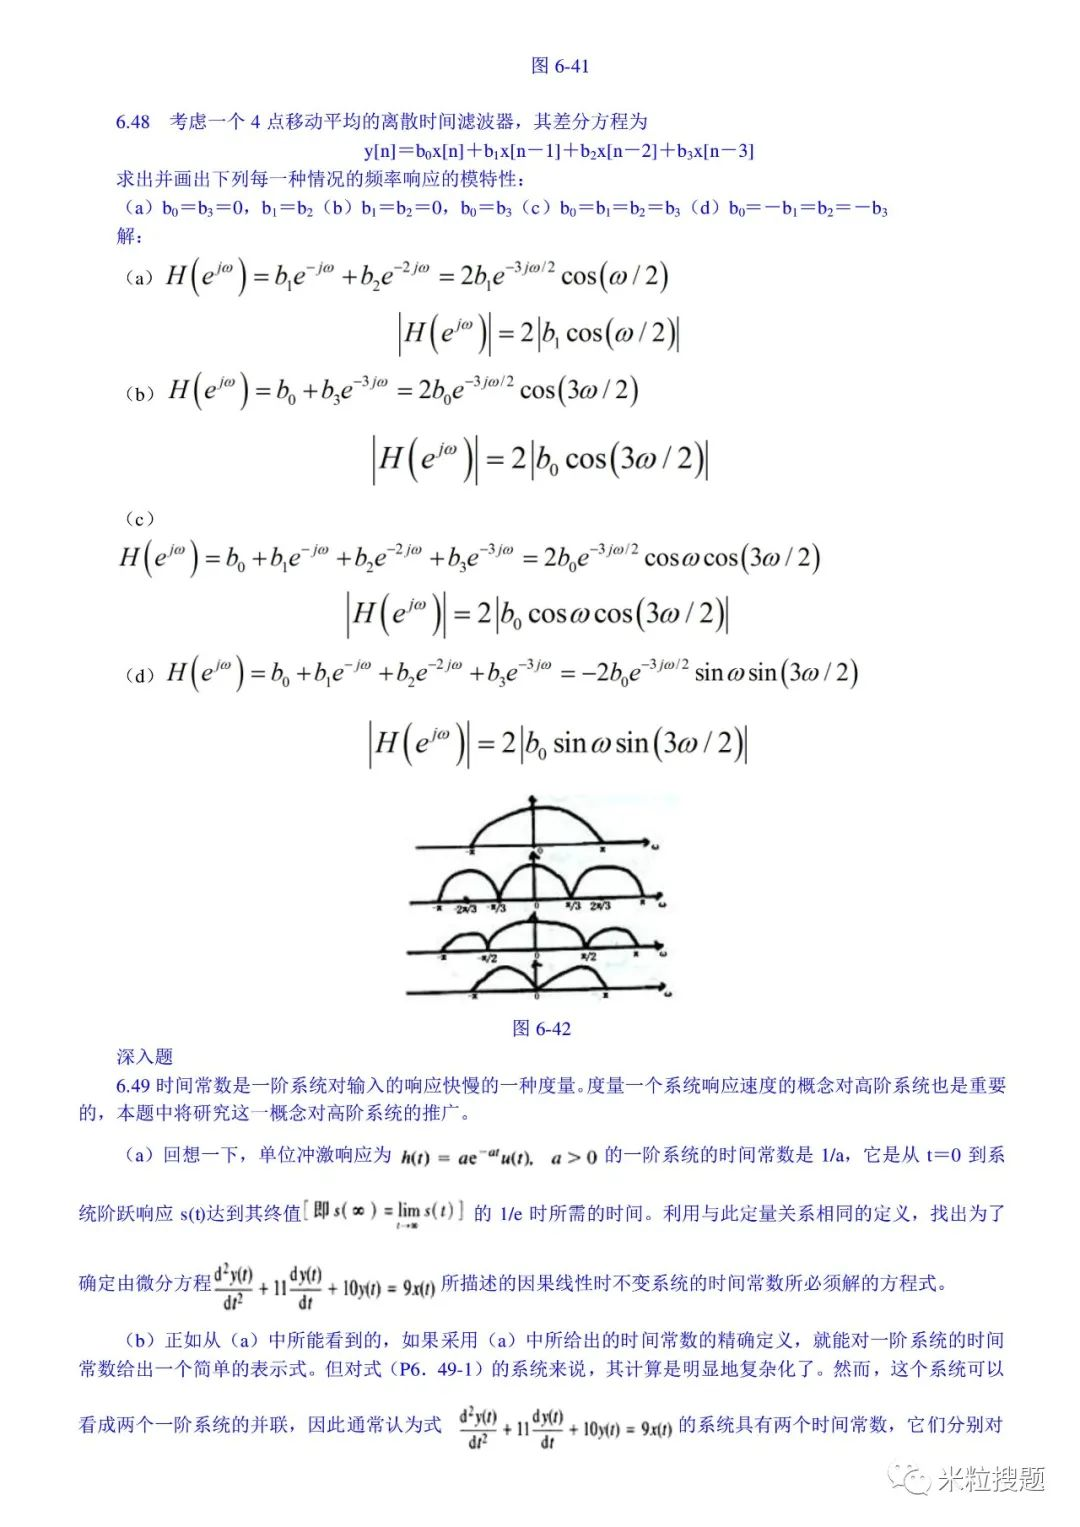 图 6-41
6.48 考虑一个 4 点移动平均的离散时间滤波器，其差分方程为
y[n]＝b₀x[n]＋b₁x[n－1]＋b₂x[n－2]＋b₃x[n－3]
求出并画出下列每一种情况的频率响应的模特性：
（a）b₀＝b₃＝0，b₁＝b₂（b）b₁＝b₂＝0，b₀＝b₃（c）b₀＝b₁＝b₂＝b₃（d）b₀＝－b₁＝b₂＝－b₃
解：
（a）H(e^{jω}) = b₁e^{-jω} + b₂e^{-2jω} = 2b₁e^{-3jω/2} cos(ω/2)
|H(e^{jω})| = 2|b₁ cos(ω/2)|
（b）H(e^{jω}) = b₀ + b₃e^{-3jω} = 2b₀e^{-3jω/2} cos(3ω/2)
|H(e^{jω})| = 2|b₀ cos(3ω/2)|
（c）
H(e^{jω}) = b₀ + b₁e^{-jω} + b₂e^{-2jω} + b₃e^{-3jω} = 2b₀e^{-3jω/2} cosω cos(3ω/2)
|H(e^{jω})| = 2|b₀ cosω cos(3ω/2)|
（d）H(e^{jω}) = b₀ + b₁e^{-jω} + b₂e^{-2jω} + b₃e^{-3jω} = −2b₀e^{-3jω/2} sinω sin(3ω/2)
|H(e^{jω})| = 2|b₀ sinω sin(3ω/2)|
-π 0 π ω
-π -2π/3 -π/3 0 π/3 2π/3 π ω
-π -π/2 0 π/2 π ω
-π 0 π ω
图 6-42
深入题
6.49 时间常数是一阶系统对输入的响应快慢的一种度量。度量一个系统响应速度的概念对高阶系统也是重要
的，本题中将研究这一概念对高阶系统的推广。
（a）回想一下，单位冲激响应为 h(t) = ae^{-at}u(t), a > 0 的一阶系统的时间常数是 1/a，它是从 t＝0 到系
统阶跃响应 s(t)达到其终值[即 s(∞) = lim_{t→∞} s(t)] 的 1/e 时所需的时间。利用与此定量关系相同的定义，找出为了
确定由微分方程 d²y(t)/dt² + 11 dy(t)/dt + 10y(t) = 9x(t) 所描述的因果线性时不变系统的时间常数所必须解的方程式。
（b）正如从（a）中所能看到的，如果采用（a）中所给出的时间常数的精确定义，就能对一阶系统的时间
常数给出一个简单的表示式。但对式（P6．49-1）的系统来说，其计算是明显地复杂化了。然而，这个系统可以
看成两个一阶系统的并联，因此通常认为式 d²y(t)/dt² + 11 dy(t)/dt + 10y(t) = 9x(t) 的系统具有两个时间常数，它们分别对
米粒搜题